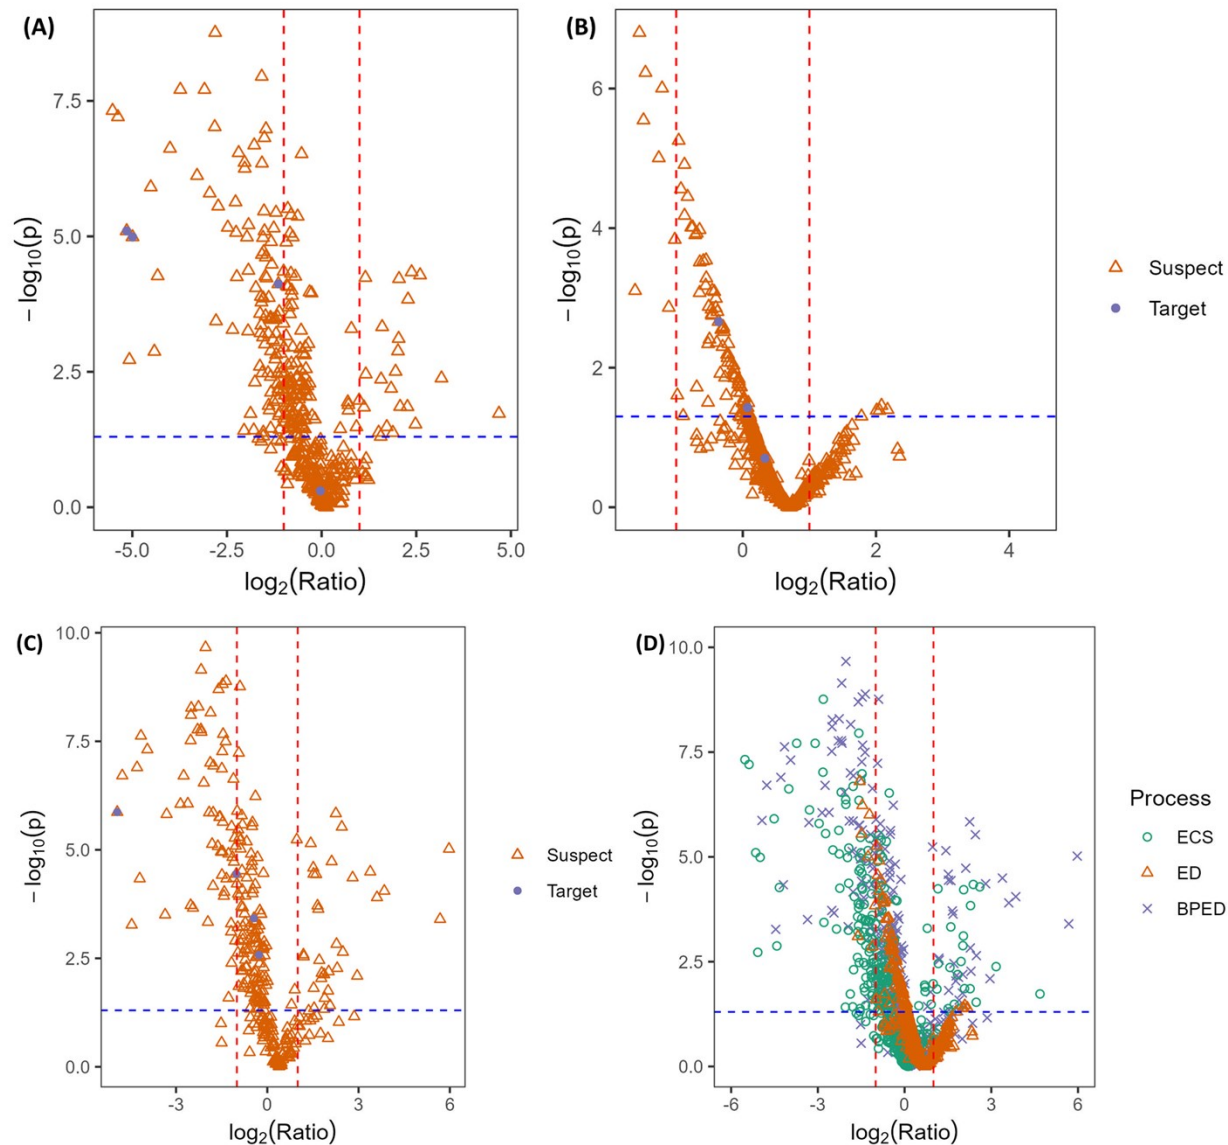 (A)
7.5
5.0
2.5
0.0
− log₁₀(p)
-5.0 -2.5 0.0 2.5 5.0
log₂(Ratio)
(B)
6
4
2
0
− log₁₀(p)
0 2 4
log₂(Ratio)
Suspect
Target
(C)
10.0
7.5
5.0
2.5
0.0
− log₁₀(p)
-3 0 3 6
log₂(Ratio)
Suspect
Target
(D)
10.0
7.5
5.0
2.5
0.0
− log₁₀(p)
-6 -3 0 3 6
log₂(Ratio)
Process
ECS
ED
BPED